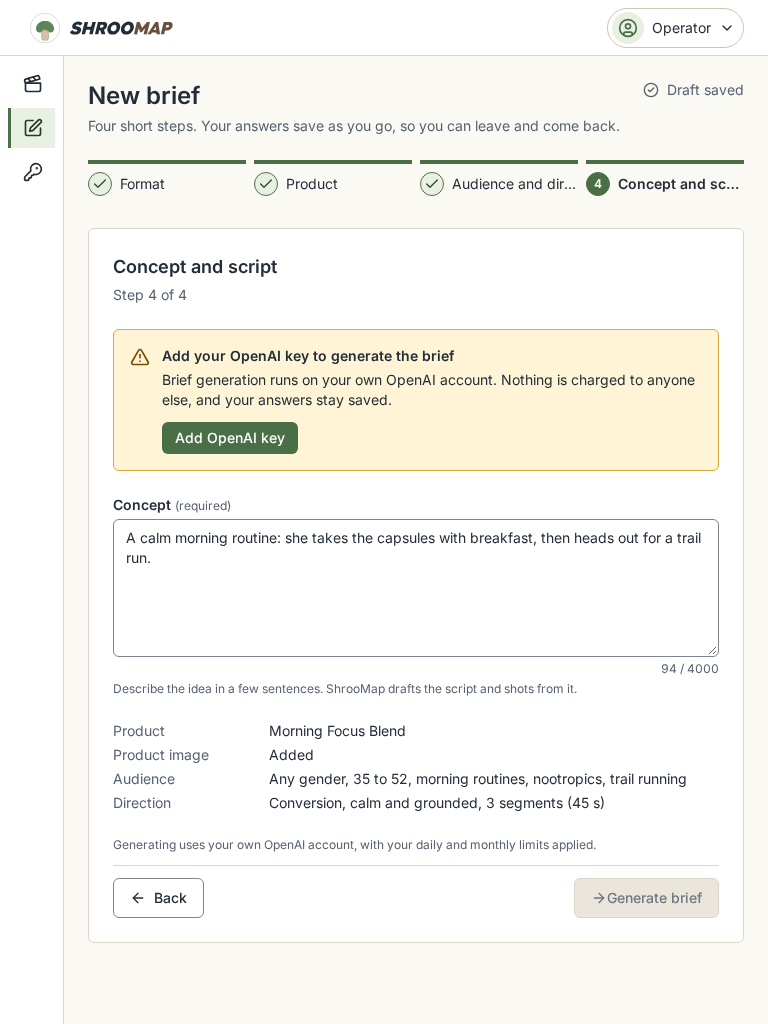 SHROOMAP
Operator
New brief
Draft saved
Four short steps. Your answers save as you go, so you can leave and come back.
Format
Product
Audience and dir...
4
Concept and sc...
Concept and script
Step 4 of 4
Add your OpenAI key to generate the brief
Brief generation runs on your own OpenAI account. Nothing is charged to anyone
else, and your answers stay saved.
Add OpenAI key
Concept (required)
A calm morning routine: she takes the capsules with breakfast, then heads out for a trail
run.
94 / 4000
Describe the idea in a few sentences. ShrooMap drafts the script and shots from it.
Product Morning Focus Blend
Product image Added
Audience Any gender, 35 to 52, morning routines, nootropics, trail running
Direction Conversion, calm and grounded, 3 segments (45 s)
Generating uses your own OpenAI account, with your daily and monthly limits applied.
Back
Generate brief